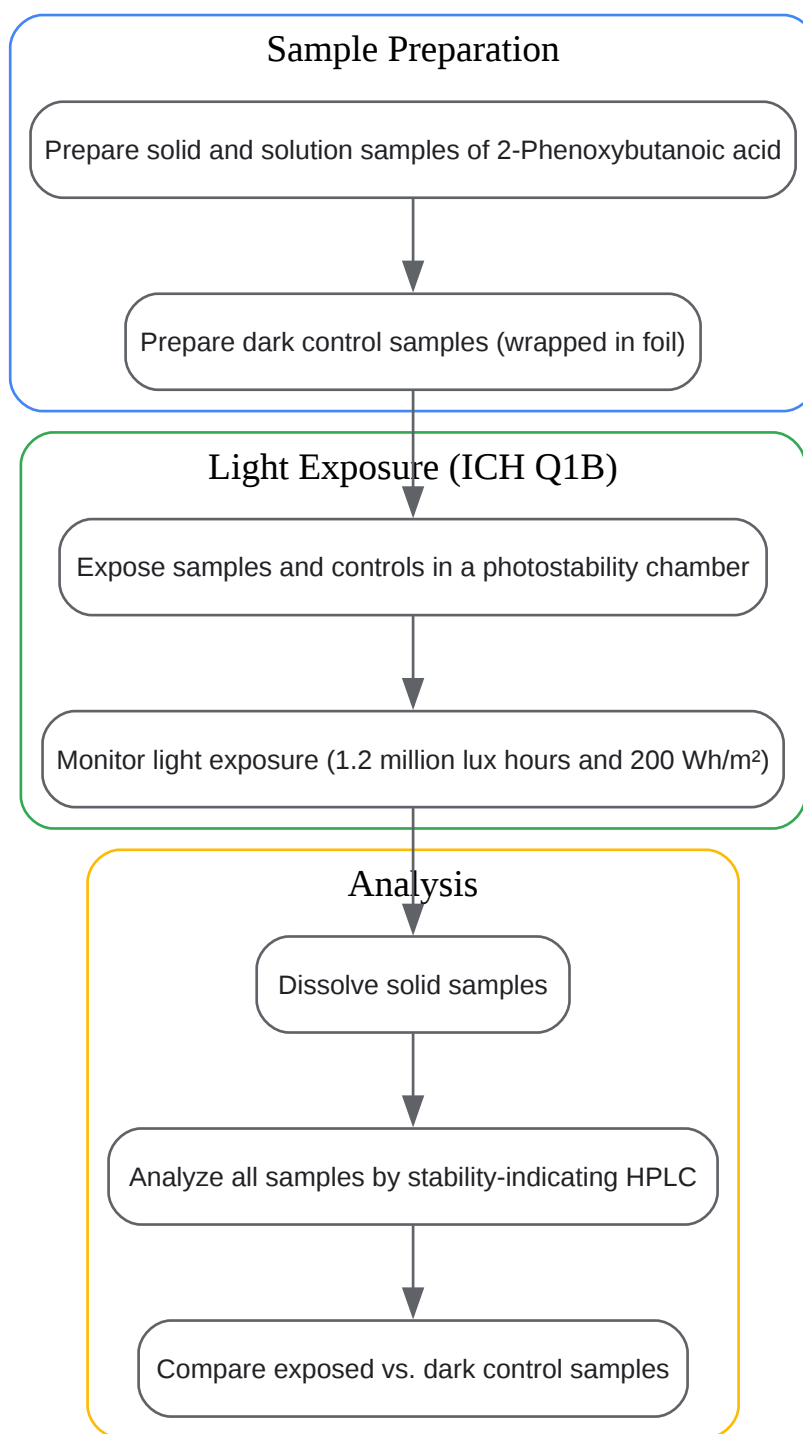 Sample Preparation
Prepare solid and solution samples of 2-Phenoxybutanoic acid
Prepare dark control samples (wrapped in foil)
Light Exposure (ICH Q1B)
Expose samples and controls in a photostability chamber
Monitor light exposure (1.2 million lux hours and 200 Wh/m²)
Analysis
Dissolve solid samples
Analyze all samples by stability-indicating HPLC
Compare exposed vs. dark control samples